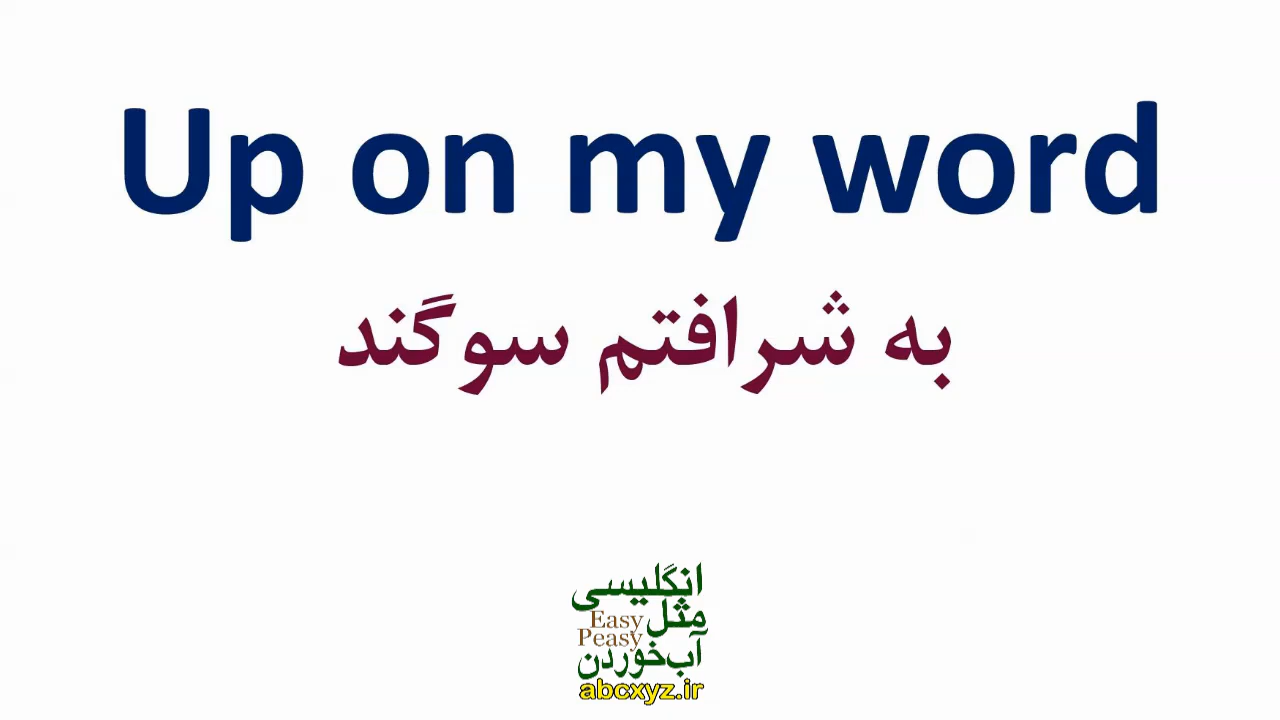 Up on my word
به شرافتم سوگند
انگلیسی
مثل Easy
Peasy
آب خوردن
abcxyz.ir